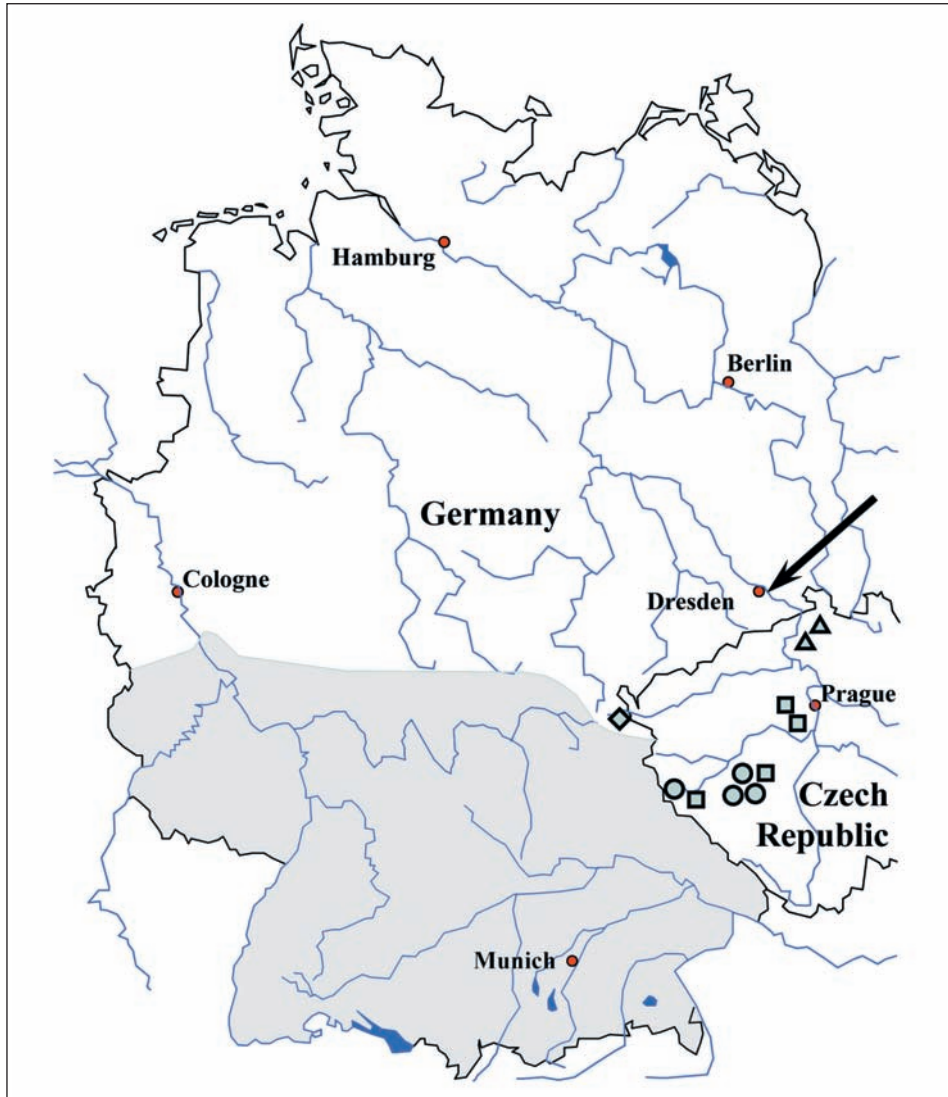 Hamburg
Berlin
Germany
Cologne
Dresden
Prague
Czech
Republic
Munich